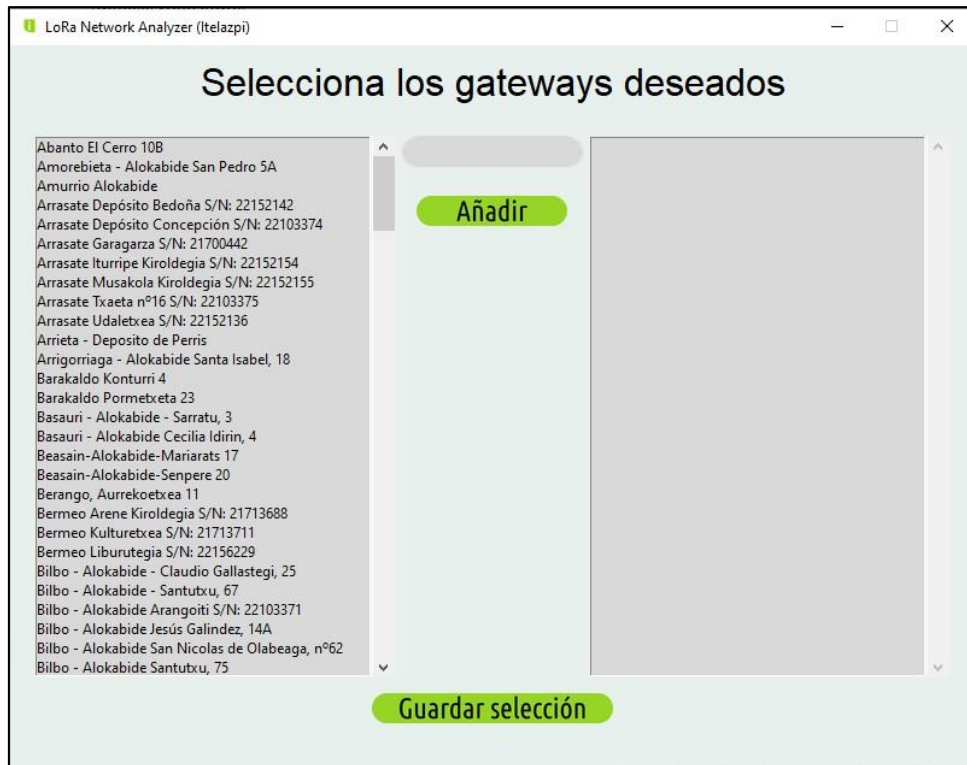 LoRa Network Analyzer (Itelazpi)
Selecciona los gateways deseados
Abanto El Cerro 10B
Amorebieta - Alokabide San Pedro 5A
Amurrio Alokabide
Arrasate Depósito Bedoña S/N: 22152142
Arrasate Depósito Concepción S/N: 22103374
Arrasate Garagarza S/N: 21700442
Arrasate Iturripe Kiroldegia S/N: 22152154
Arrasate Musakola Kiroldegia S/N: 22152155
Arrasate Txaeta nº16 S/N: 22103375
Arrasate Udaletxea S/N: 22152136
Arrieta - Deposito de Perris
Arrigorriaga - Alokabide Santa Isabel, 18
Barakaldo Konturri 4
Barakaldo Pormetxeta 23
Basauri - Alokabide - Sarratu, 3
Basauri - Alokabide Cecilia Idirin, 4
Beasain-Alokabide-Mariarats 17
Beasain-Alokabide-Senpere 20
Berango, Aurrekoetxea 11
Bermeo Arene Kiroldegia S/N: 21713688
Bermeo Kulturetxea S/N: 21713711
Bermeo Liburutegia S/N: 22156229
Bilbo - Alokabide - Claudio Gallastegi, 25
Bilbo - Alokabide - Santutxu, 67
Bilbo - Alokabide Arangoiti S/N: 22103371
Bilbo - Alokabide Jesús Galindez, 14A
Bilbo - Alokabide San Nicolas de Olabeaga, nº62
Bilbo - Alokabide Santutxu, 75
Añadir
Guardar selección